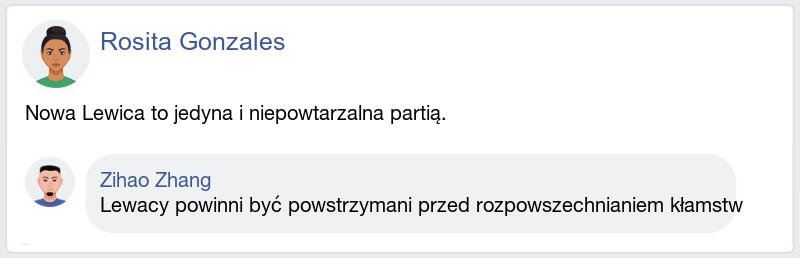 Rosita Gonzales
Nowa Lewica to jedyna i niepowtarzalna partią.
Zihao Zhang
Lewacy powinni być powstrzymani przed rozpowszechnianiem kłamstw